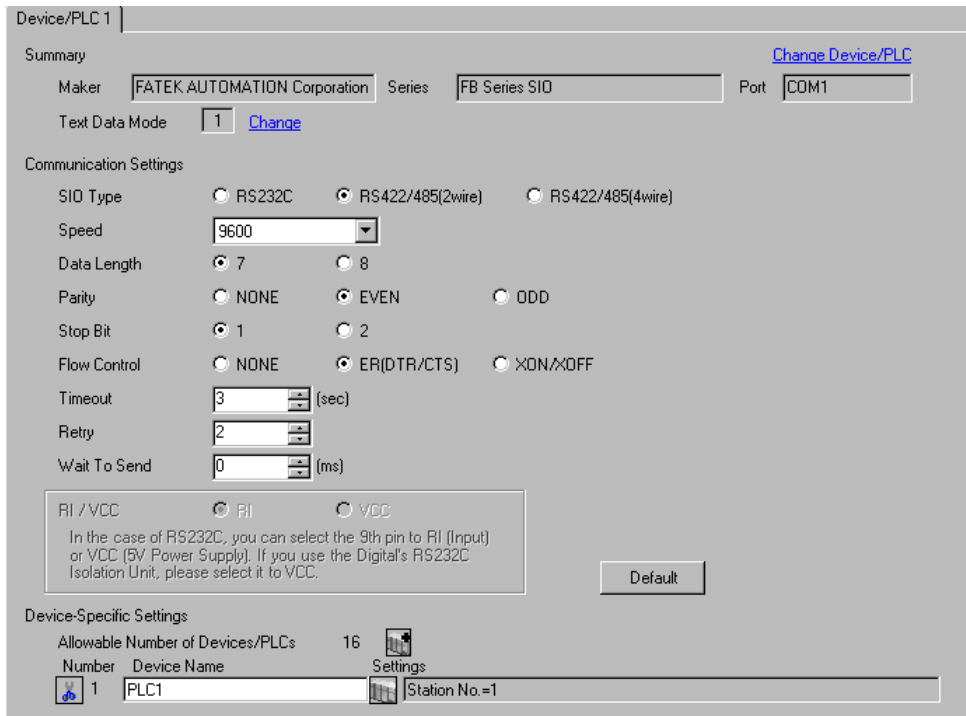 Device/PLC 1
Summary Change Device/PLC
Maker FATEK AUTOMATION Corporation Series FB Series SIO Port COM1
Text Data Mode 1 Change
Communication Settings
SIO Type RS232C RS422/485(2wire) RS422/485(4wire)
Speed 9600
Data Length 7 8
Parity NONE EVEN ODD
Stop Bit 1 2
Flow Control NONE ER(DTR/CTS) XON/XOFF
Timeout 3 (sec)
Retry 2
Wait To Send 0 (ms)
RI / VCC RI VCC
In the case of RS232C, you can select the 9th pin to RI (Input)
or VCC (5V Power Supply). If you use the Digital's RS232C
Isolation Unit, please select it to VCC.
Default
Device-Specific Settings
Allowable Number of Devices/PLCs 16
Number Device Name Settings
1 PLC1 Station No.=1